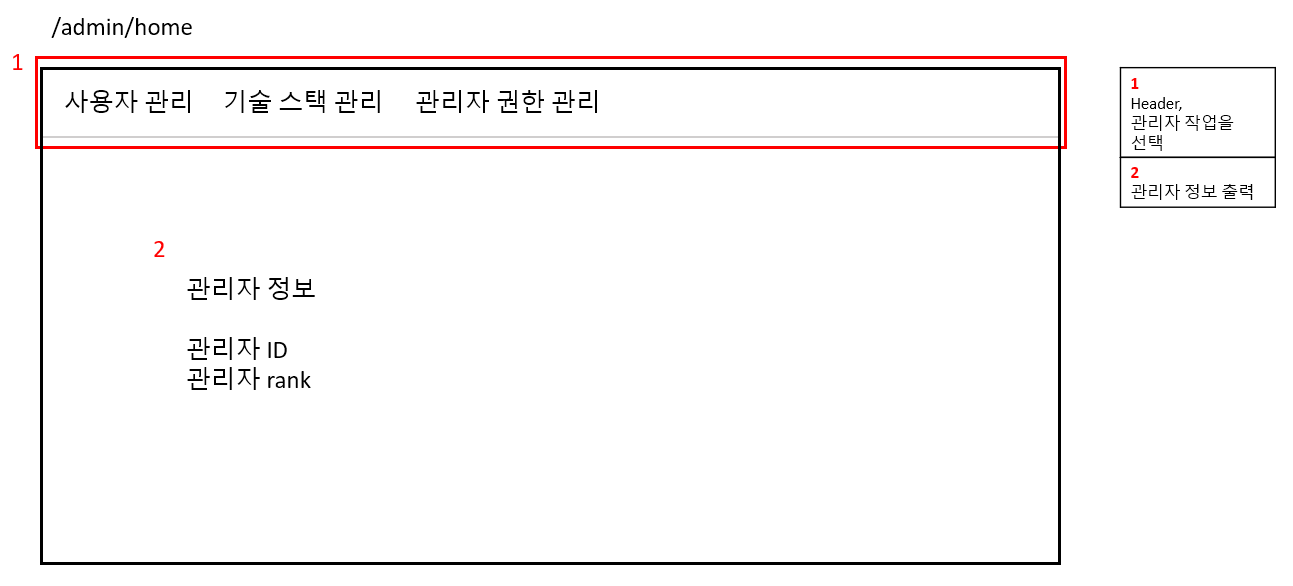 /admin/home
1
사용자 관리 기술 스택 관리 관리자 권한 관리
2
관리자 정보
관리자 ID
관리자 rank
1
Header,
관리자 작업을
선택
2
관리자 정보 출력